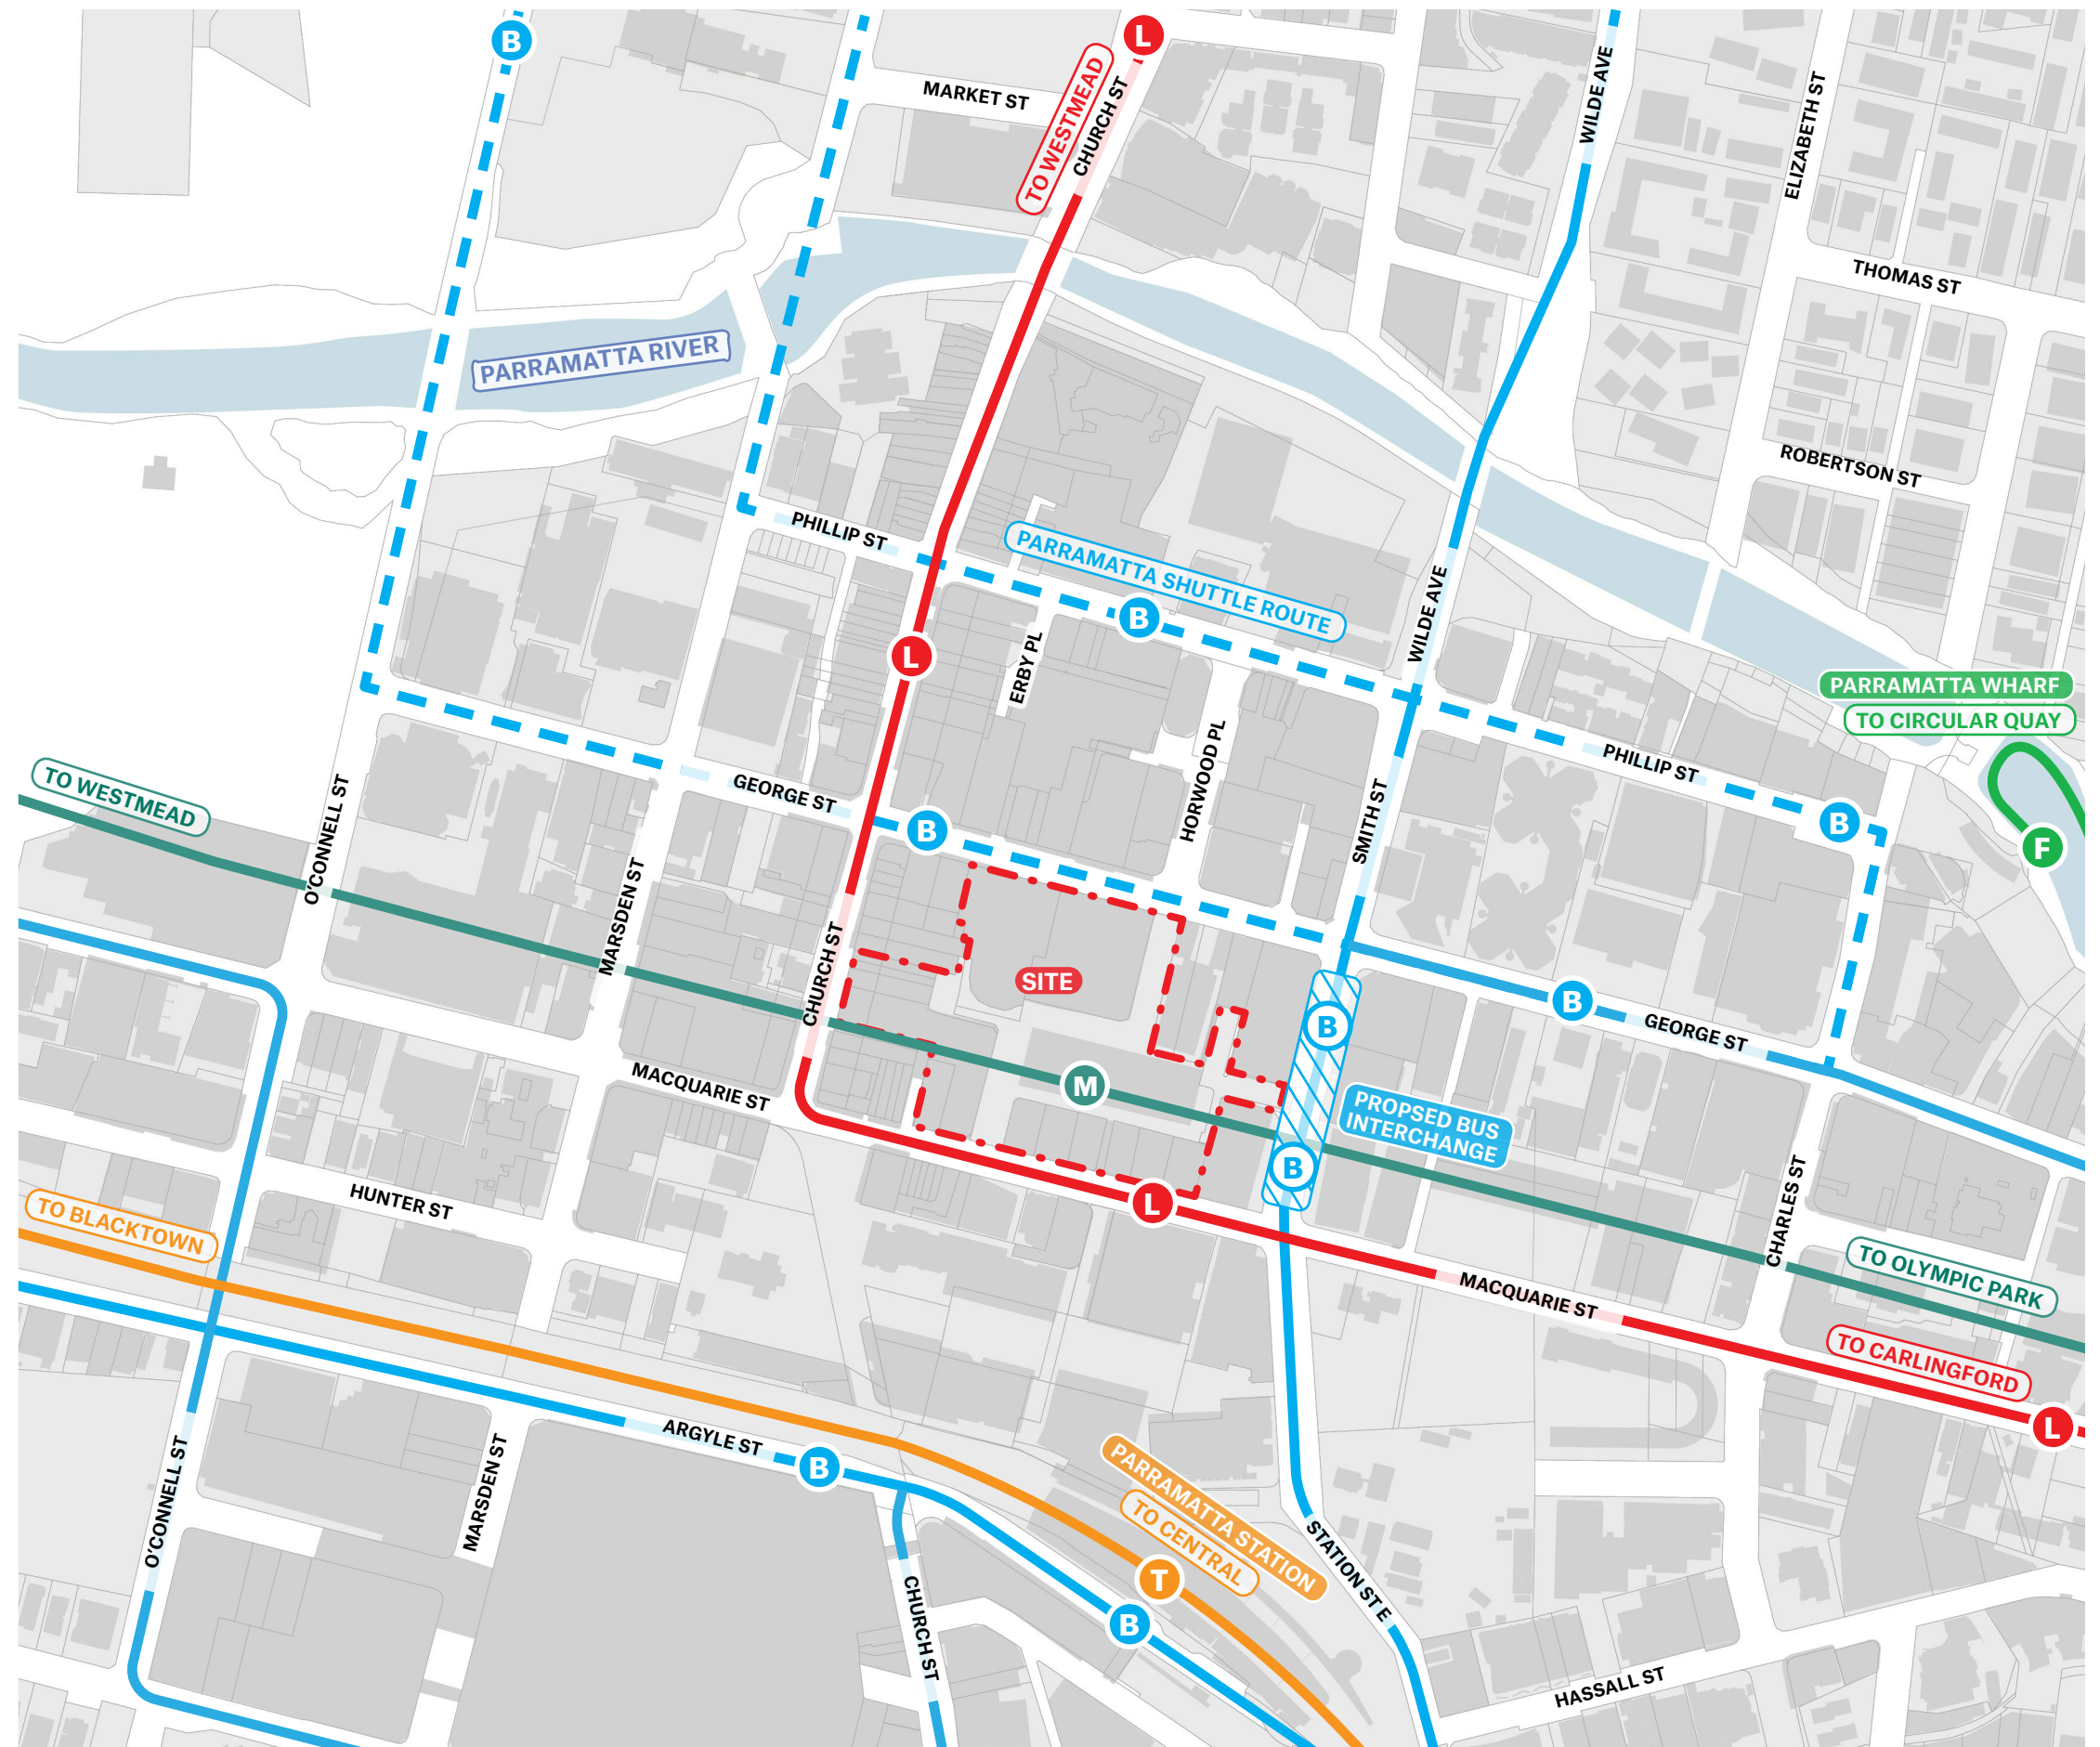 B
L
TO WESTMEAD
CHURCH ST
MARKET ST
WILDE AVE
ELIZABETH ST
THOMAS ST
PARRAMATTA RIVER
ROBERTSON ST
PHILLIP ST
PARRAMATTA SHUTTLE ROUTE
B
WILDE AVE
L
ERBY PL
PARRAMATTA WHARF
TO CIRCULAR QUAY
HORWOOD PL
PHILLIP ST
B
F
TO WESTMEAD
O'CONNELL ST
GEORGE ST
B
SMITH ST
MARSDEN ST
CHURCH ST
SITE
B
B
GEORGE ST
MACQUARIE ST
M
PROPSED BUS
INTERCHANGE
B
CHARLES ST
HUNTER ST
L
TO BLACKTOWN
TO OLYMPIC PARK
MACQUARIE ST
TO CARLINGFORD
L
ARGYLE ST
B
O'CONNELL ST
MARSDEN ST
PARRAMATTA STATION
TO CENTRAL
T
B
STATION ST E
CHURCH ST
HASSALL ST